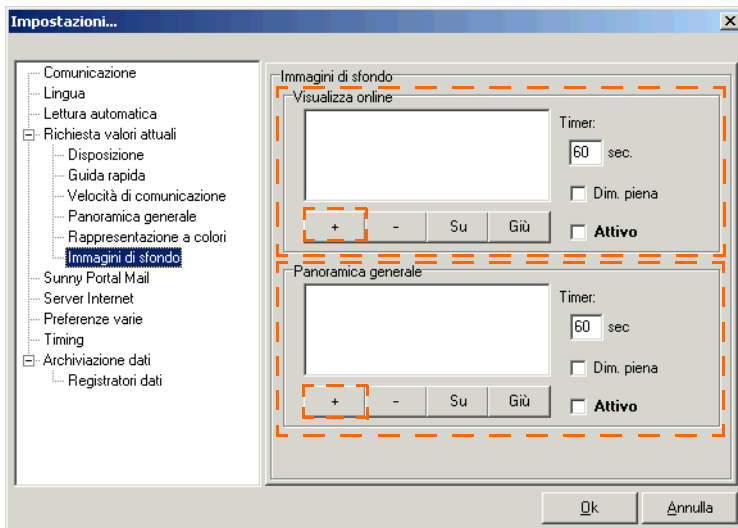 Impostazioni...
Comunicazione
Lingua
Lettura automatica
Richiesta valori attuali
Disposizione
Guida rapida
Velocità di comunicazione
Panoramica generale
Rappresentazione a colori
Immagini di sfondo
Sunny Portal Mail
Server Internet
Preferenze varie
Timing
Archiviazione dati
Registratori dati
Immagini di sfondo
Visualizza online
Timer:
60 sec.
Dim. piena
+ - Su Giù
Attivo
Panoramica generale
Timer:
60 sec
Dim. piena
+ - Su Giù
Attivo
Ok Annulla